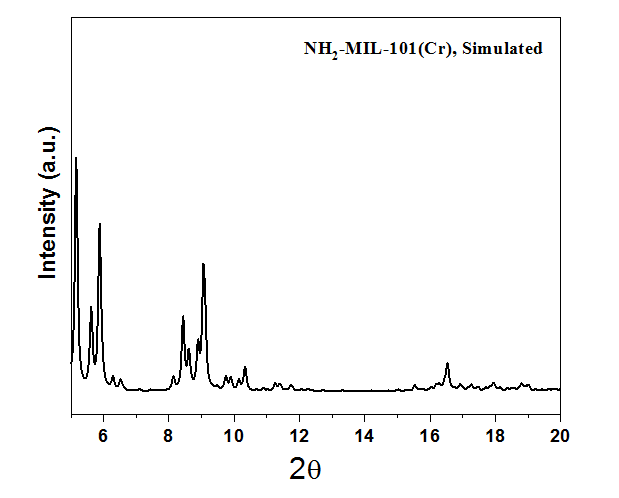 NH2-MIL-101(Cr), Simulated
Intensity (a.u.)
6 8 10 12 14 16 18 20
2θ